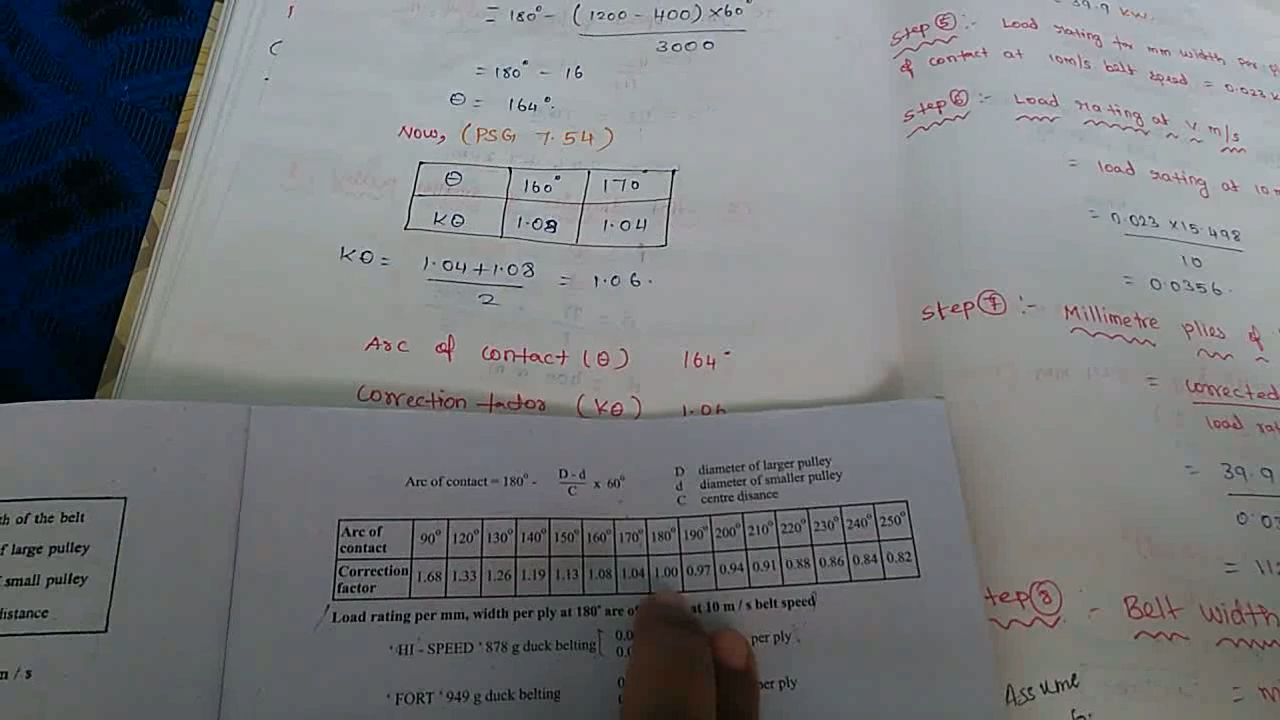 = 180° - (1200 - 400) × 60°
3000
= 180° - 16
θ = 164°.
Now, (PSG 7.54)
θ 160° 170°
Kθ 1.08 1.04
Kθ = 1.04 + 1.08 = 1.06.
2
Arc of contact (θ) 164°
Correction factor (Kθ) 1.06
= 39.9 kw.
Step ⑤ :- Load rating for mm width per
of contact at 10m/s belt speed = 0.023
Step ⑥ :- Load rating at v m/s
= load rating at 10
= 0.023 × 15.498
10
= 0.0356.
Step ⑦ :- Millimetre plies of
= corrected
load
= 39.9
Step ⑧ :- Belt width
Assume
of the belt
large pulley
small pulley
m / s
Arc of contact = 180° - D - d × 60°
C
D diameter of larger pulley
d diameter of smaller pulley
C centre disance
Arc of contact 90° 120° 130° 140° 150° 160° 170° 180° 190° 200° 210° 220° 230° 240° 250°
Correction factor 1.68 1.33 1.26 1.19 1.13 1.08 1.04 1.00 0.97 0.94 0.91 0.88 0.86 0.84 0.82
Load rating per mm, width per ply at 180° are of at 10 m / s belt speed
' HI - SPEED ' 878 g duck belting per ply
' FORT ' 949 g duck belting per ply